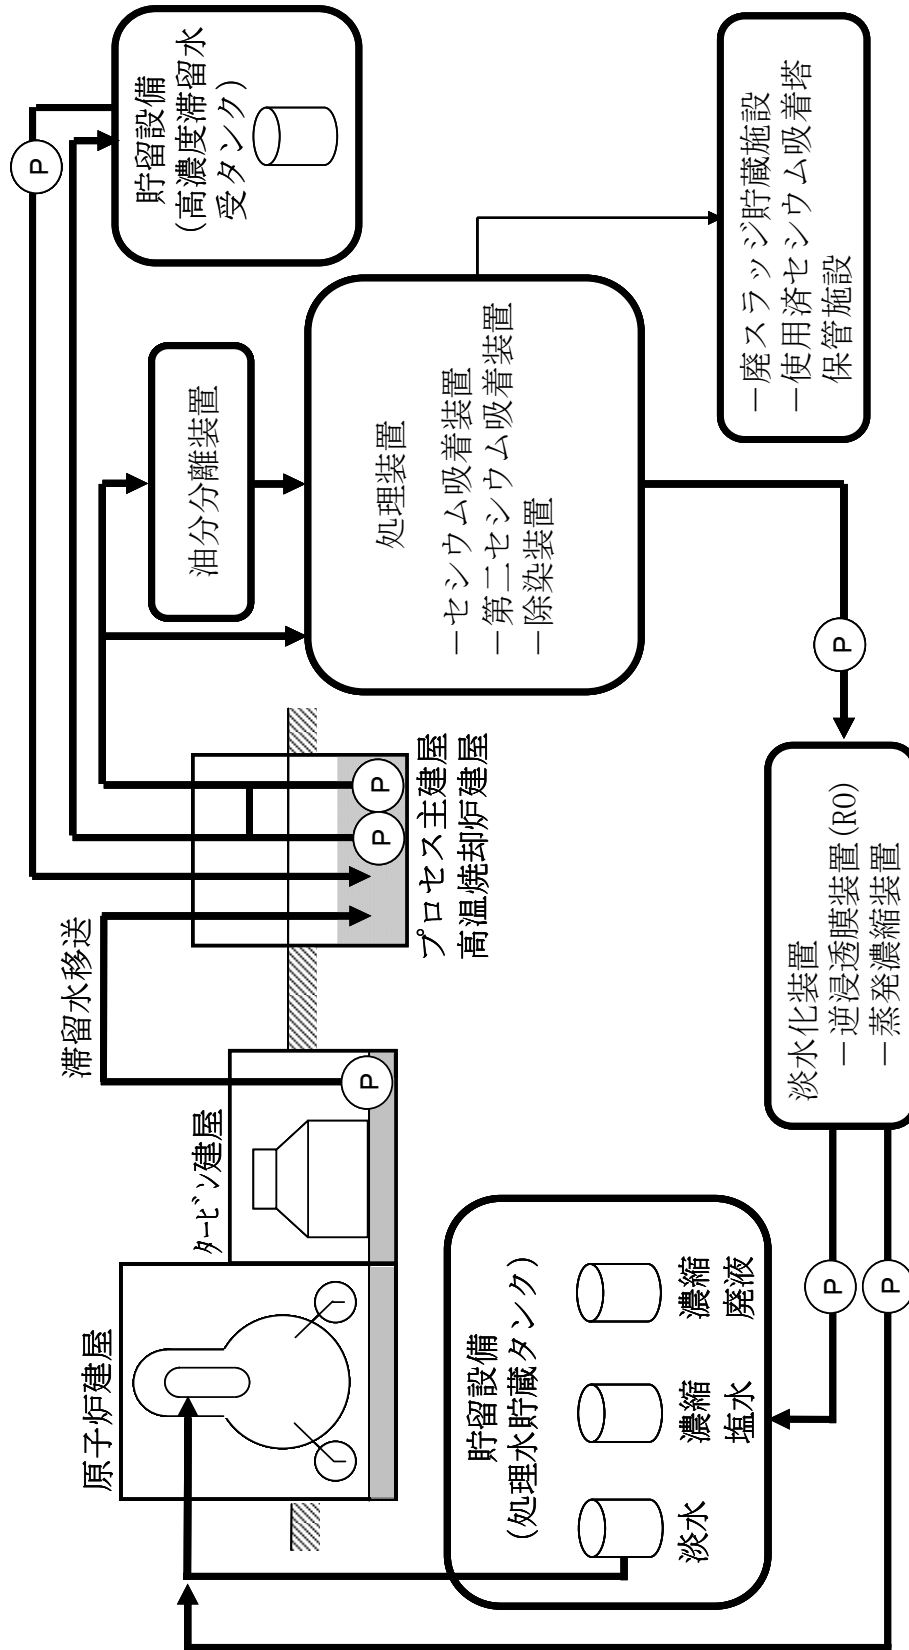 原子炉建屋
タービン建屋
滞留水移送
P
プロセス主建屋
高温焼却炉建屋
P
P
P
貯留設備
(高濃度滞留水
受タンク)
油分分離装置
処理装置
－セシウム吸着装置
－第二セシウム吸着装置
－除染装置
－廃スラッジ貯蔵施設
－使用済セシウム吸着塔
保管施設
P
淡水化装置
－逆浸透膜装置(RO)
－蒸発濃縮装置
P
P
貯留設備
(処理水貯蔵タンク)
淡水
濃縮
塩水
濃縮
廃液